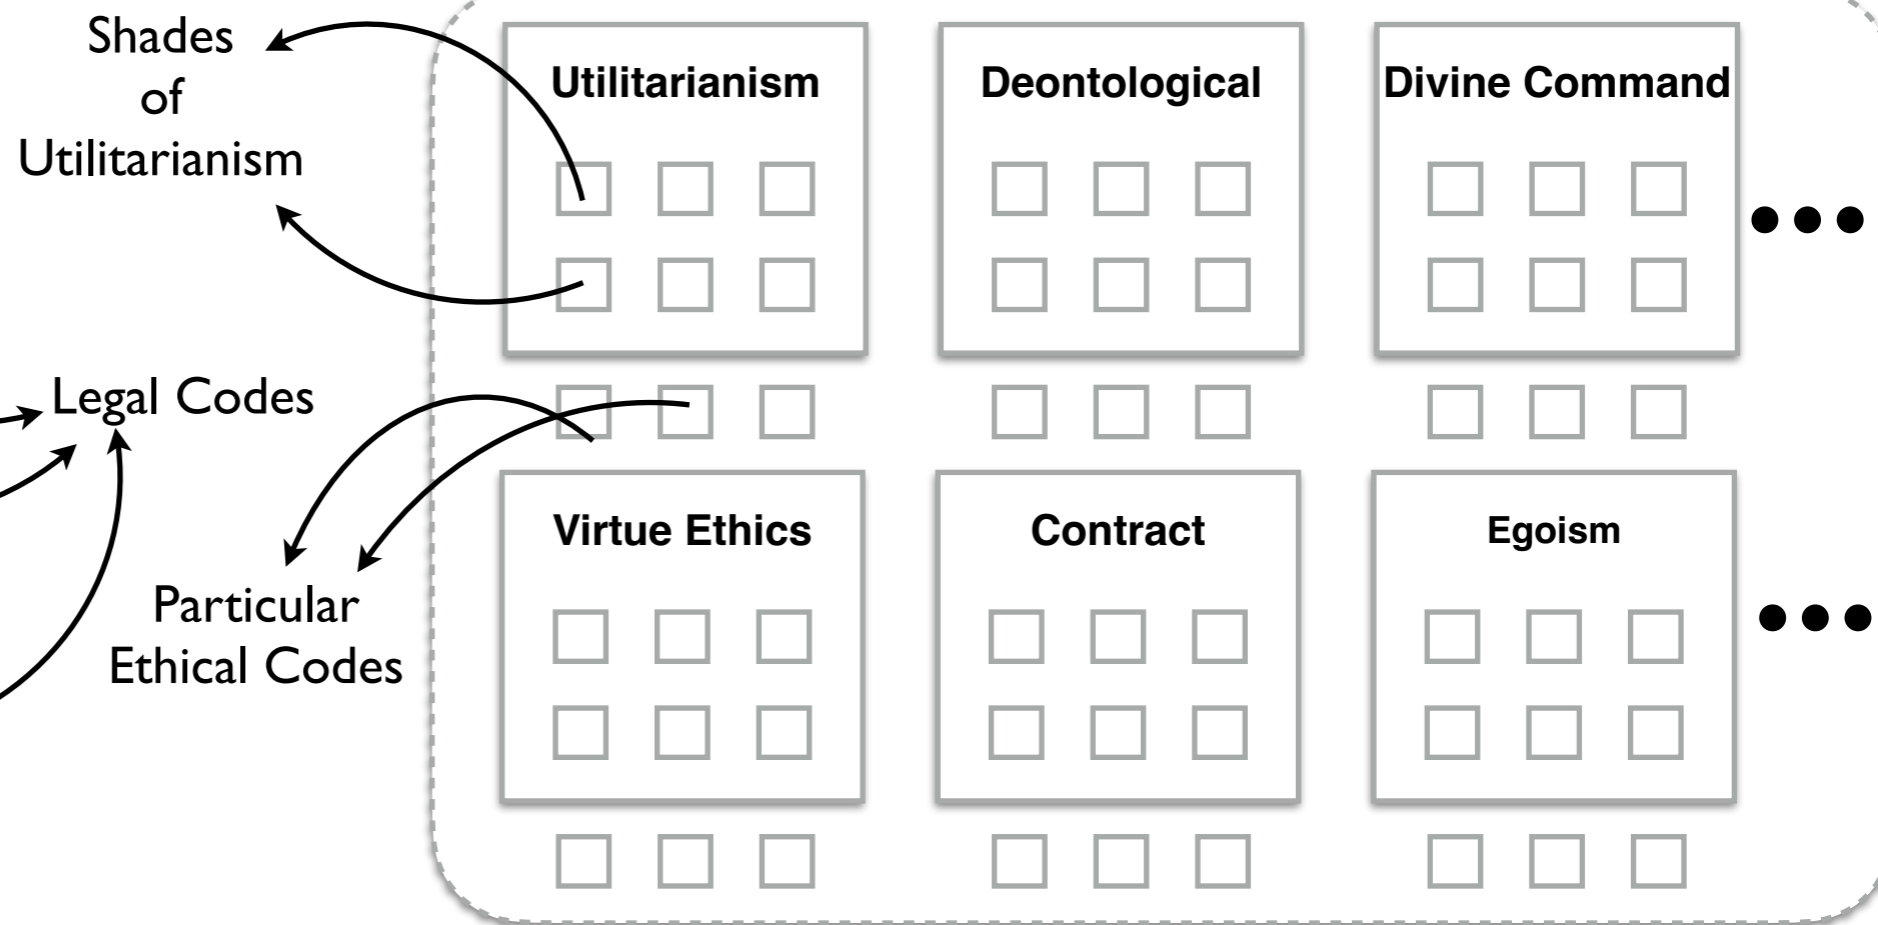 Shades
of
Utilitarianism
Legal Codes
Particular
Ethical Codes
Utilitarianism
Deontological
Divine Command
Virtue Ethics
Contract
Egoism